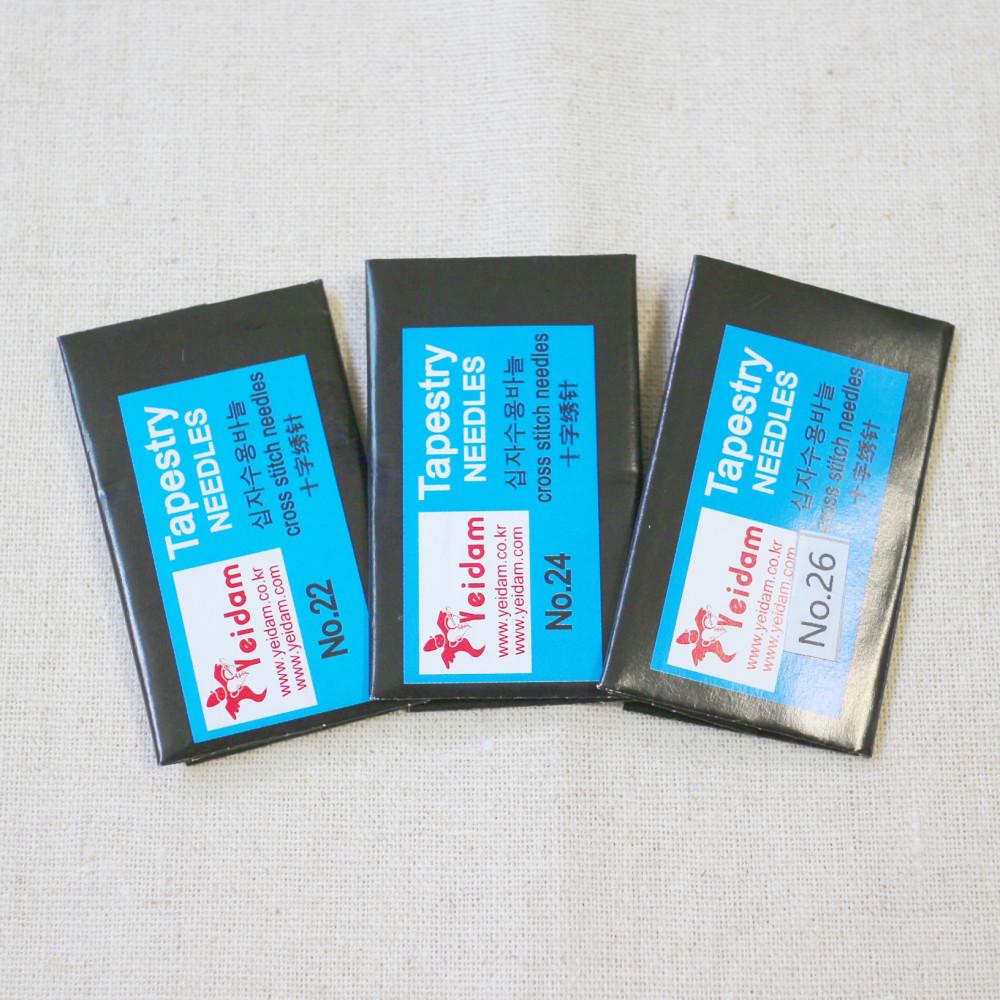 Tapestry
NEEDLES
십자수용바늘
cross stitch needles
十字绣针
Yeidam
www.yeidam.co.kr
www.yeidam.com
No.22
Tapestry
NEEDLES
십자수용바늘
cross stitch needles
十字绣针
Yeidam
www.yeidam.co.kr
www.yeidam.com
No.24
Tapestry
NEEDLES
십자수용바늘
cross stitch needles
十字绣针
Yeidam
www.yeidam.co.kr
www.yeidam.com
No.26